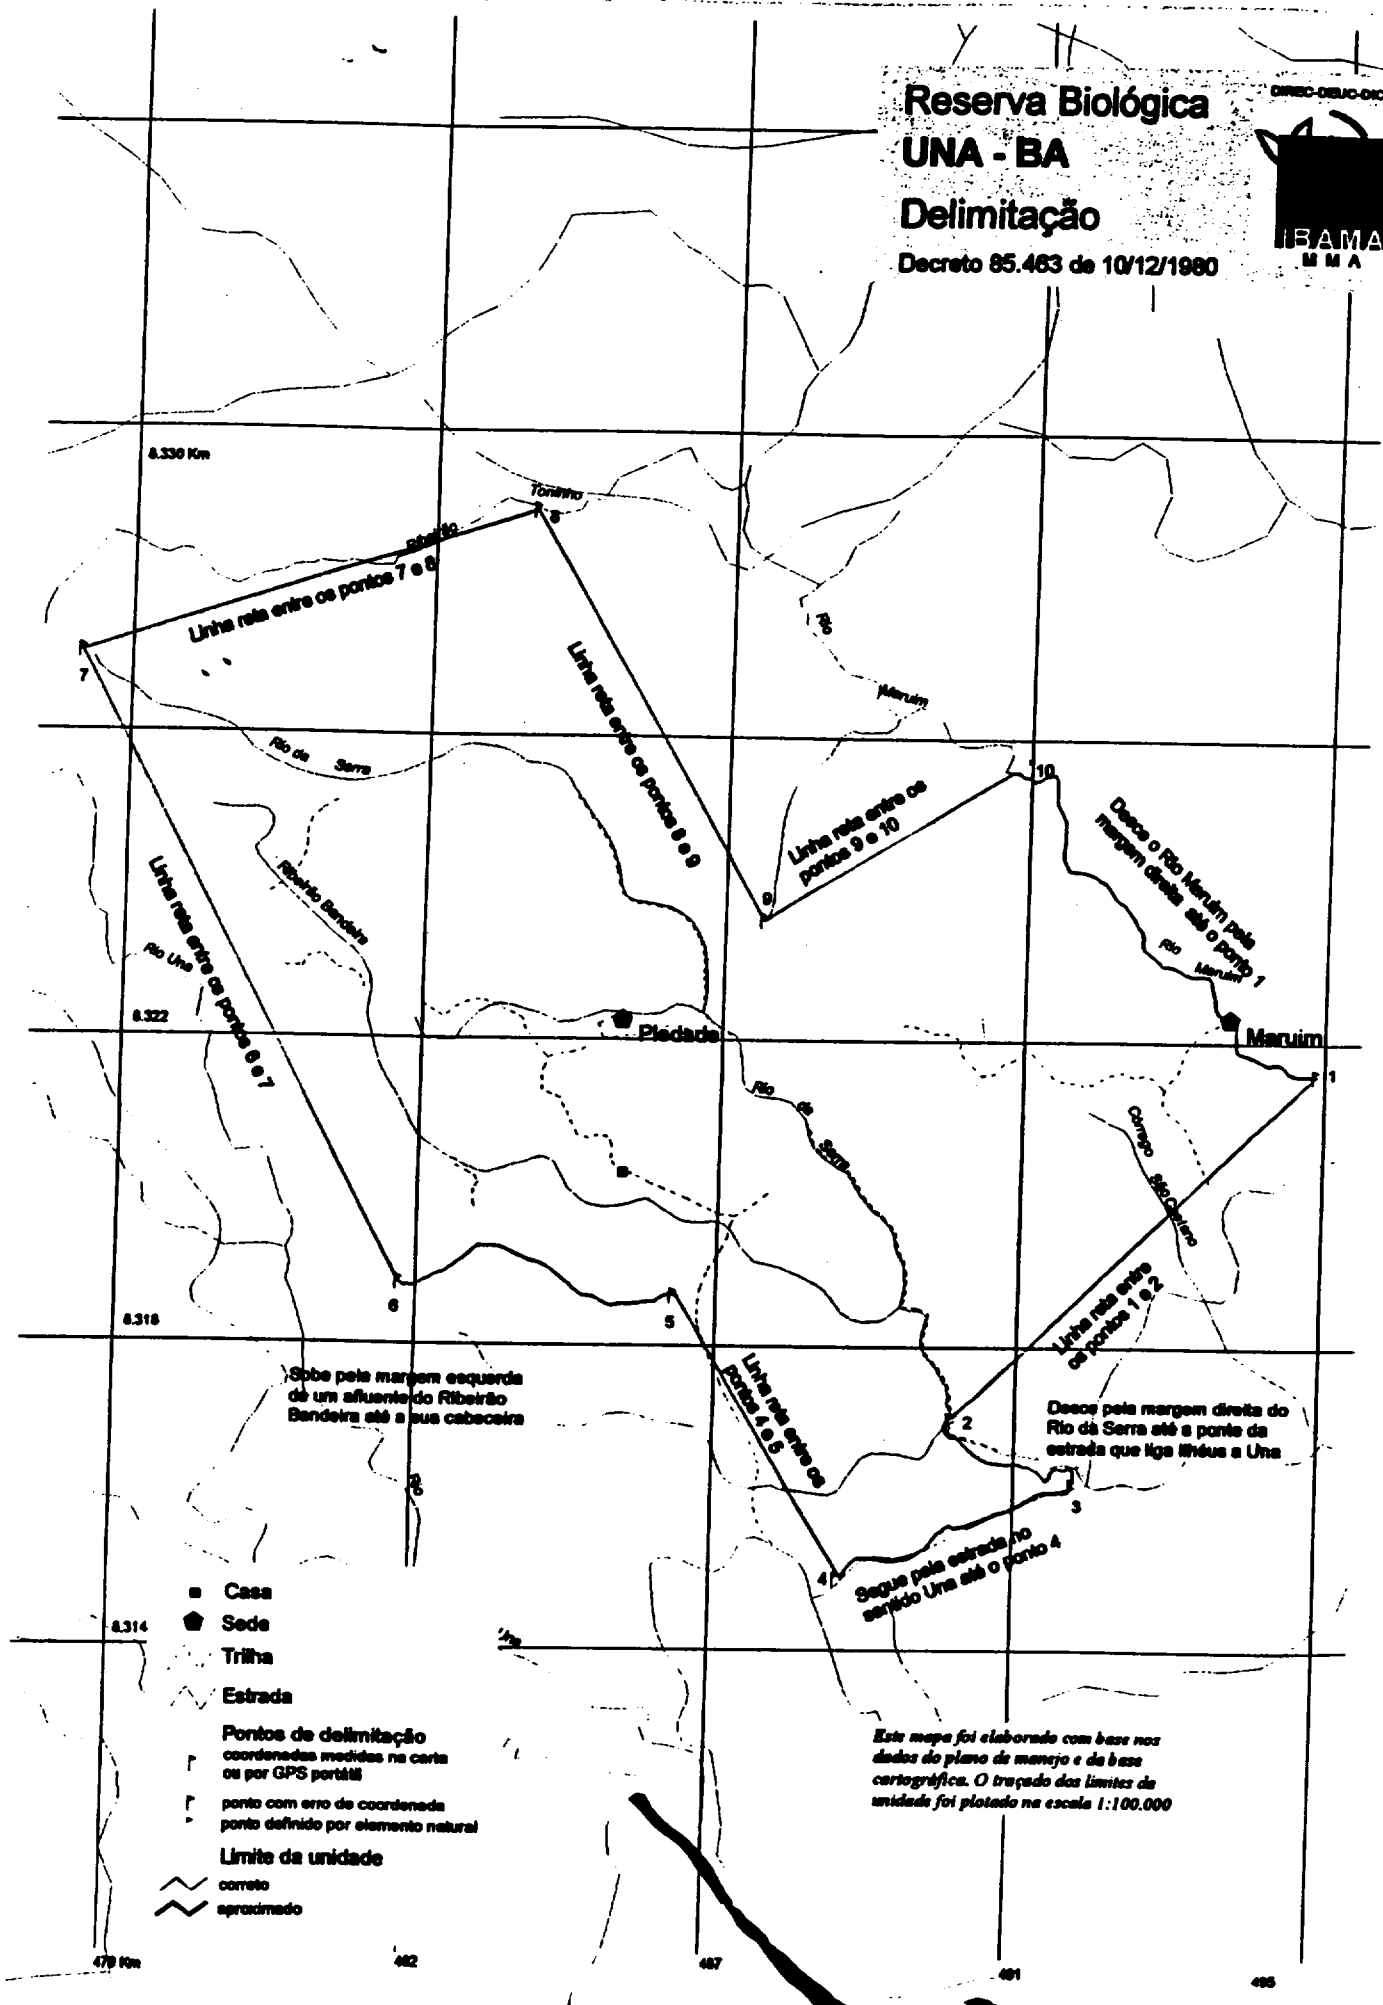 Reserva Biológica
UNA - BA
Delimitação
Decreto 85.463 de 10/12/1980
DIREC-DEUC-DIC
IBAMA
M M A
8.330 Km
Toninho
8
Ribeirão
Linha reta entre os pontos 7 e 8
7
Rio
Maruim
Linha reta entre os pontos 8 e 9
Rio da Serra
10
Linha reta entre os
pontos 9 e 10
Desce o Rio Maruim pela
margem direita até o ponto 1
9
Ribeirão Bandeira
Linha reta entre os pontos 6 e 7
Rio Una
Rio Maruim
8.322
Piedade
Maruim
1
Rio da Serra
Córrego São Caetano
Linha reta entre
os pontos 1 e 2
6
5
8.318
Sobe pela margem esquerda
de um afluente do Ribeirão
Bandeira até a sua cabeceira
Linha reta entre os
pontos 4 e 5
2
Desce pela margem direita do
Rio da Serra até a ponte da
estrada que liga Ilhéus a Una
Rio
3
4
Segue pela estrada no
sentido Una até o ponto 4
Casa
Sede
8.314
Una
Trilha
Estrada
Pontos de delimitação
coordenadas medidas na carta
ou por GPS portátil
ponto com erro de coordenada
ponto definido por elemento natural
Limite da unidade
correto
aproximado
Este mapa foi elaborado com base nos
dados do plano de manejo e da base
cartográfica. O traçado dos limites da
unidade foi plotado na escala 1:100.000
479 Km
482
487
491
495